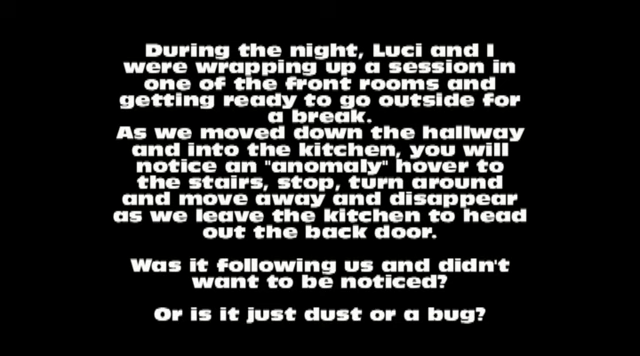 During the night, Luci and I
were wrapping up a session in
one of the front rooms and
getting ready to go outside for
a break.
As we moved down the hallway
and into the kitchen, you will
notice an "anomaly" hover to
the stairs, stop, turn around
and move away and disappear
as we leave the kitchen to head
out the back door.
Was it following us and didn't
want to be noticed?
Or is it just dust or a bug?